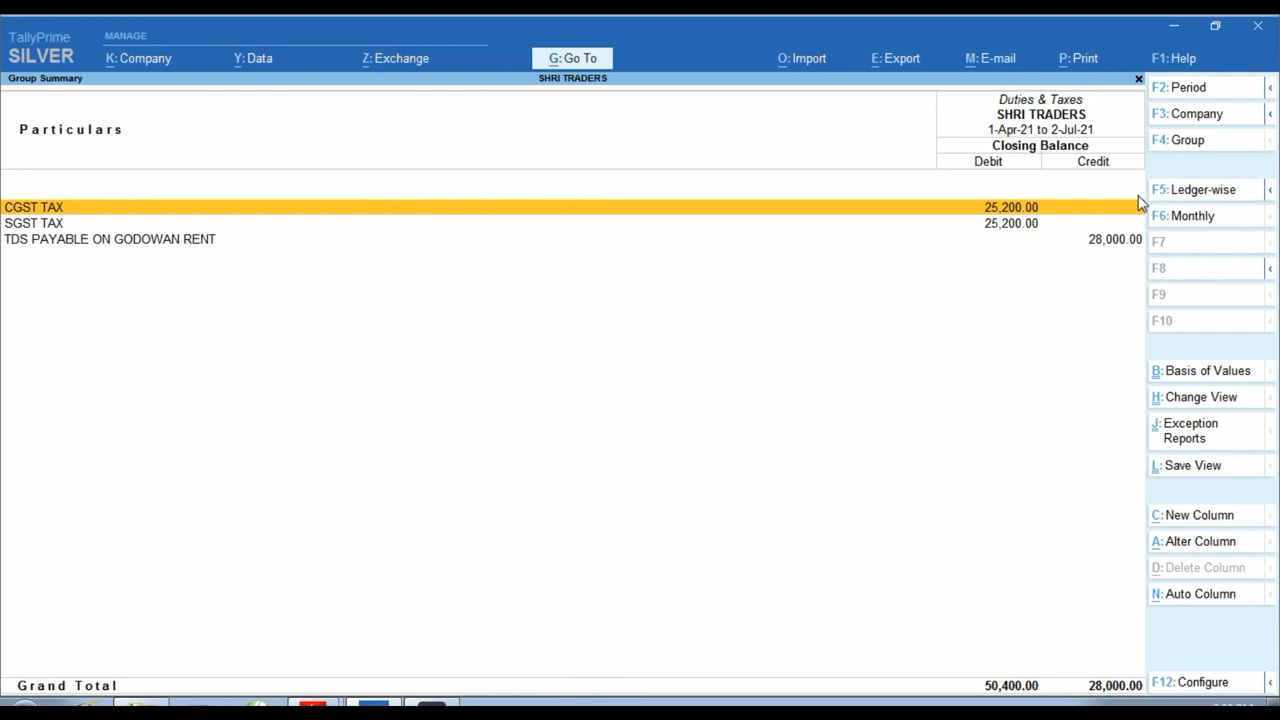 TallyPrime
SILVER
MANAGE
K: Company
Y: Data
Z: Exchange
G: Go To
O: Import
E: Export
M: E-mail
P: Print
F1: Help
Group Summary
SHRI TRADERS
Particulars
Duties & Taxes
SHRI TRADERS
1-Apr-21 to 2-Jul-21
Closing Balance
Debit Credit
CGST TAX 25,200.00
SGST TAX 25,200.00
TDS PAYABLE ON GODOWAN RENT 28,000.00
Grand Total 50,400.00 28,000.00
F2: Period
F3: Company
F4: Group
F5: Ledger-wise
F6: Monthly
F7
F8
F9
F10
B: Basis of Values
H: Change View
J: Exception
Reports
L: Save View
C: New Column
A: Alter Column
D: Delete Column
N: Auto Column
F12: Configure